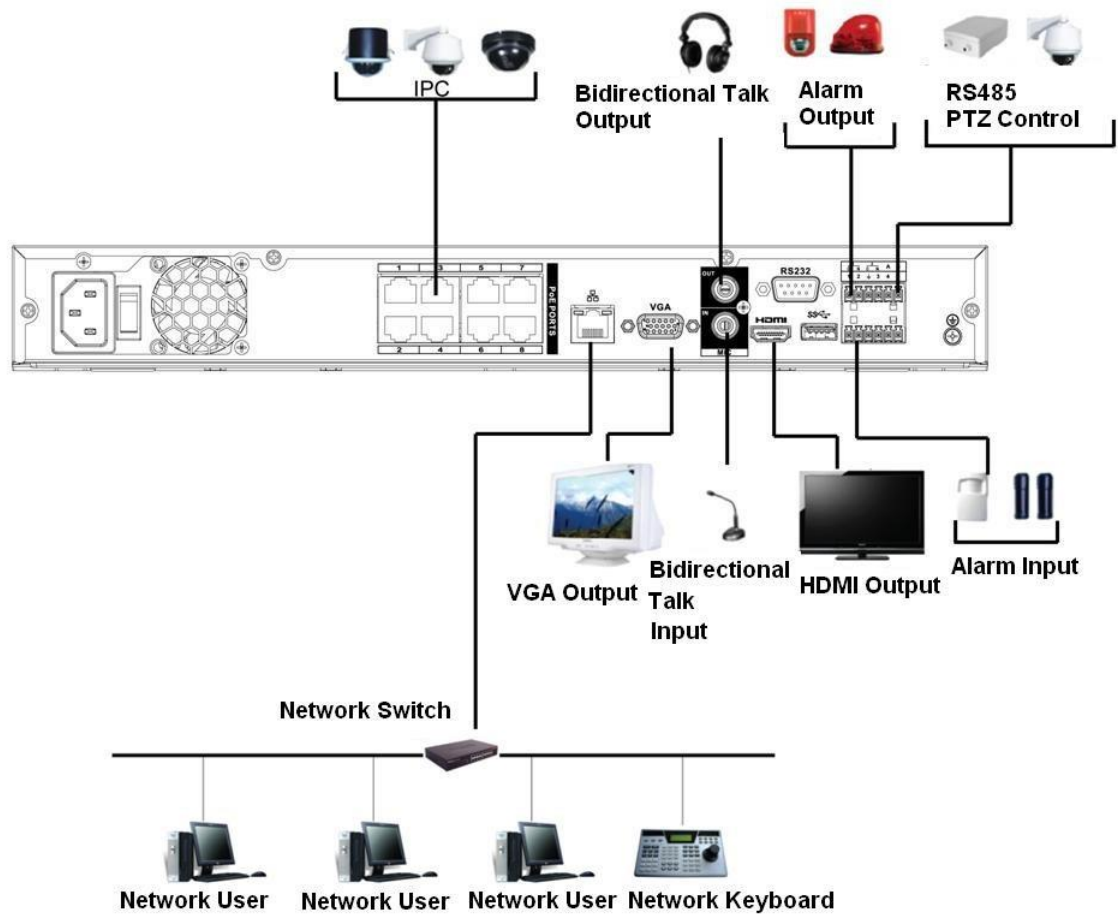 IPC
Bidirectional Talk
Output
Alarm
Output
RS485
PTZ Control
1 3 5 7
2 4 6 8
PoE PORTS
VGA
OUT
IN
MIC
RS232
HDMI
VGA Output
Bidirectional
Talk
Input
HDMI Output
Alarm Input
Network Switch
Network User
Network User
Network User
Network Keyboard